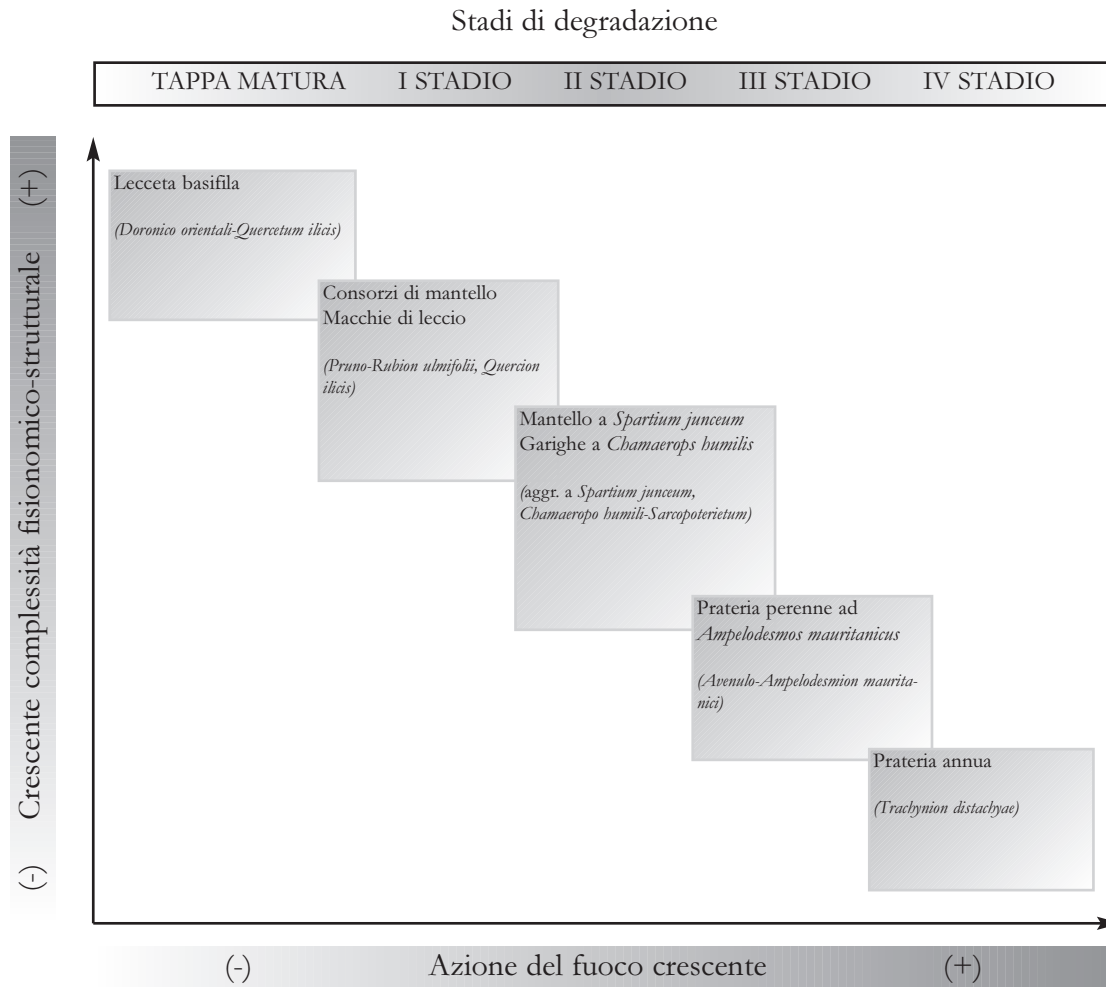 Stadi di degradazione
TAPPA MATURA I STADIO II STADIO III STADIO IV STADIO
(+)
Crescente complessità fisionomico-strutturale
(-)
Lecceta basifila
(Doronico orientali-Quercetum ilicis)
Consorzi di mantello
Macchie di leccio
(Pruno-Rubion ulmifolii, Quercion
ilicis)
Mantello a Spartium junceum
Garighe a Chamaerops humilis
(aggr. a Spartium junceum,
Chamaeropo humili-Sarcopoterietum)
Prateria perenne ad
Ampelodesmos mauritanicus
(Avenulo-Ampelodesmion maurita-
nici)
Prateria annua
(Trachynion distachyae)
(-) Azione del fuoco crescente (+)